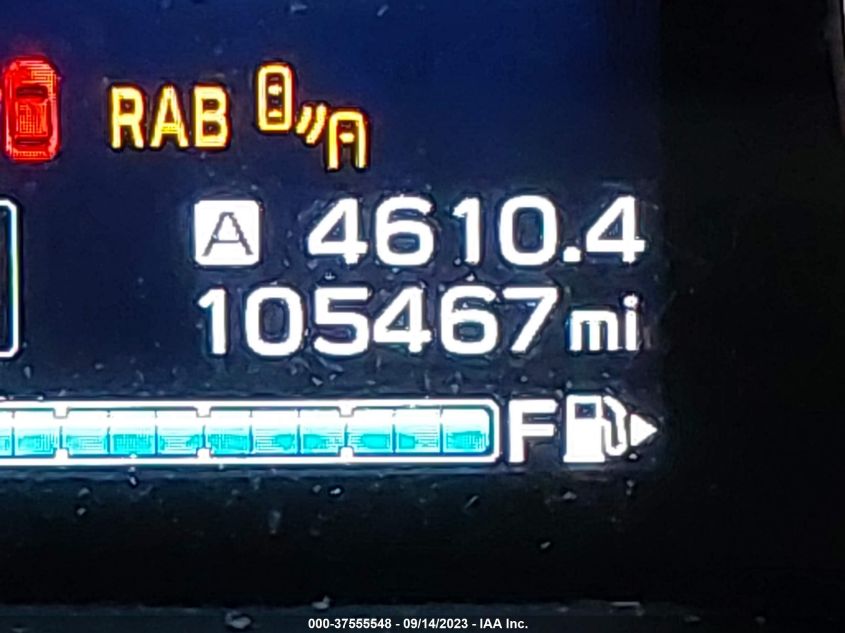 RAB
A 4610.4
105467 mi
F
000-37555548 - 09/14/2023 - IAA Inc.